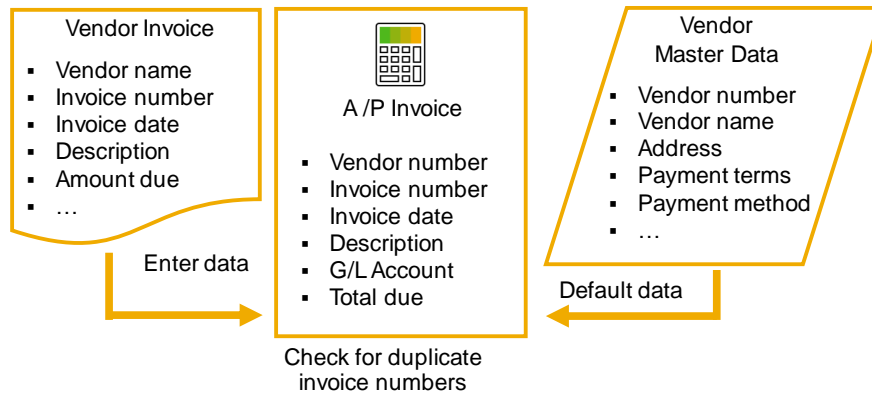 Vendor Invoice
▪ Vendor name
▪ Invoice number
▪ Invoice date
▪ Description
▪ Amount due
▪ …
Enter data
A /P Invoice
▪ Vendor number
▪ Invoice number
▪ Invoice date
▪ Description
▪ G/L Account
▪ Total due
Check for duplicate
invoice numbers
Vendor
Master Data
▪ Vendor number
▪ Vendor name
▪ Address
▪ Payment terms
▪ Payment method
▪ …
Default data